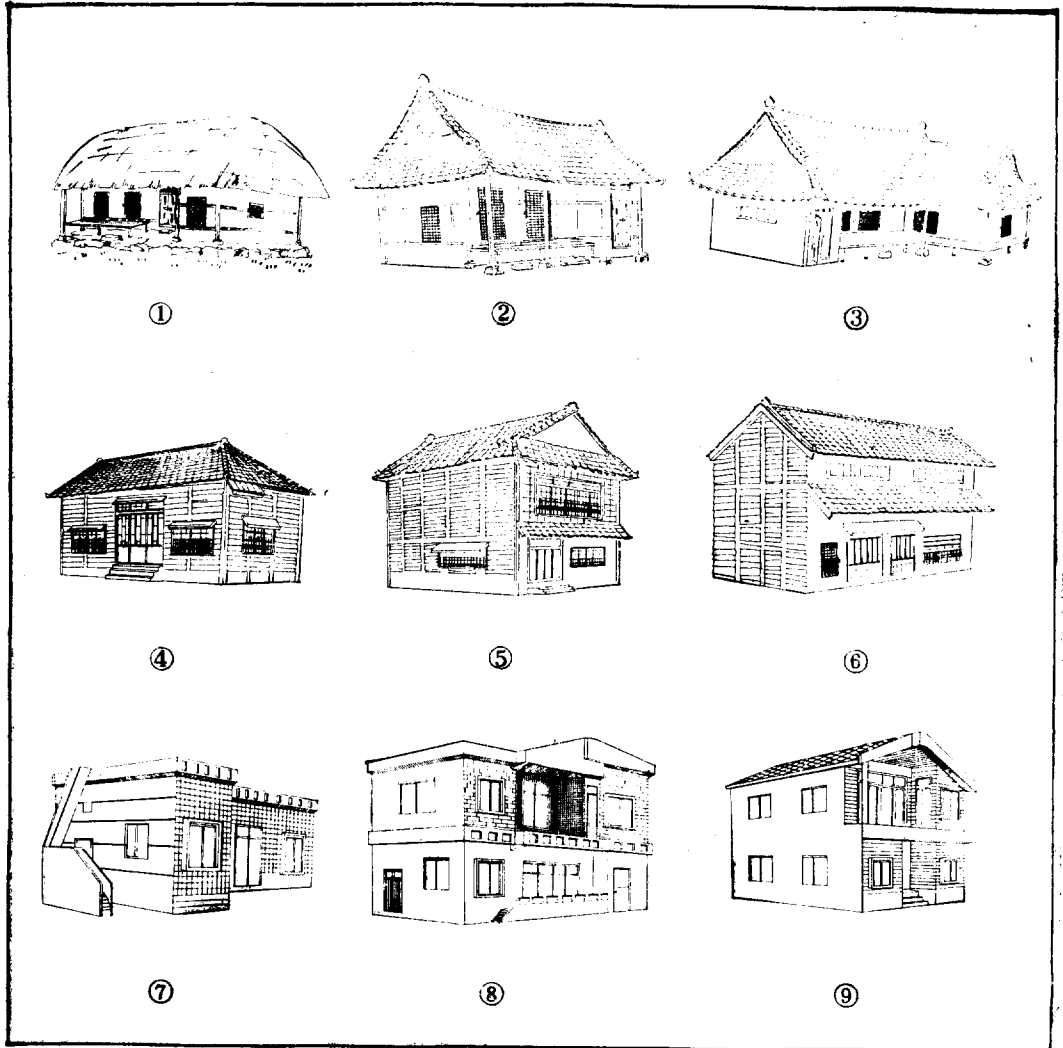 ① ② ③
④ ⑤ ⑥
⑦ ⑧ ⑨